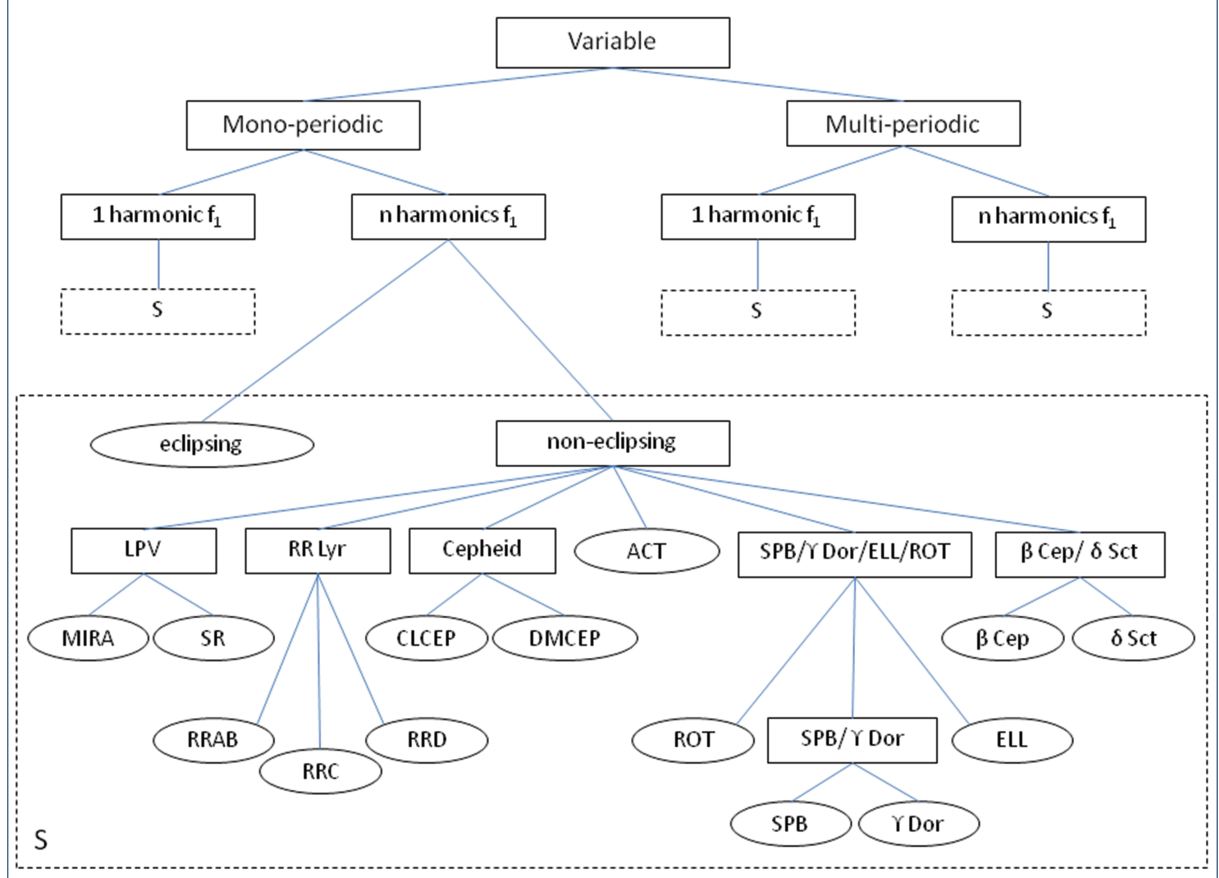 Variable
Mono-periodic
Multi-periodic
1 harmonic f₁
n harmonics f₁
1 harmonic f₁
n harmonics f₁
S
S
S
eclipsing
non-eclipsing
LPV
RR Lyr
Cepheid
ACT
SPB/ϒ Dor/ELL/ROT
β Cep/ δ Sct
MIRA
SR
CLCEP
DMCEP
β Cep
δ Sct
RRAB
RRC
RRD
ROT
SPB/ ϒ Dor
ELL
SPB
ϒ Dor
S